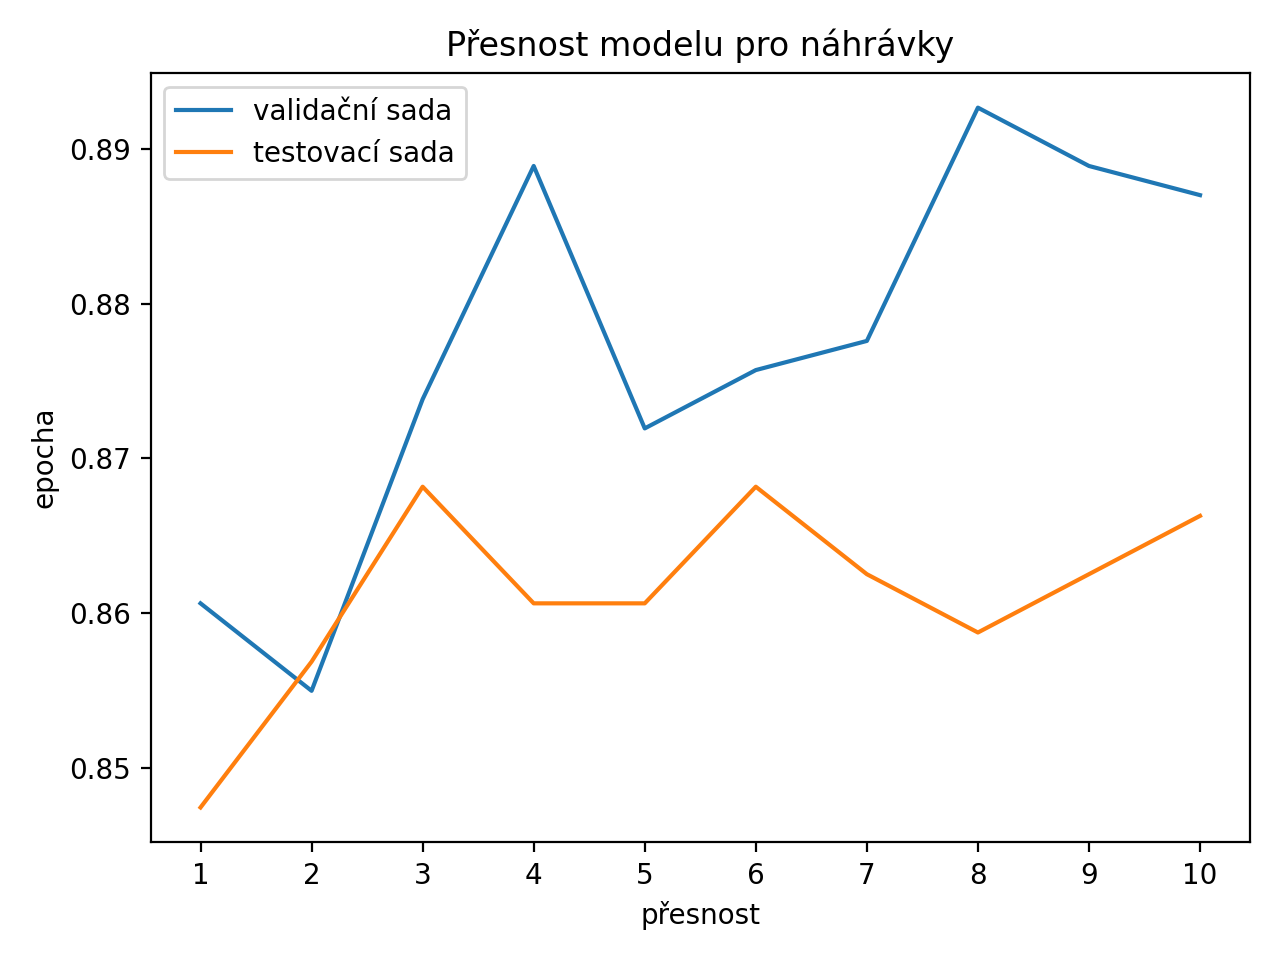 Přesnost modelu pro náhrávky
validační sada
testovací sada
0.89
0.88
0.87
0.86
0.85
epocha
1 2 3 4 5 6 7 8 9 10
přesnost